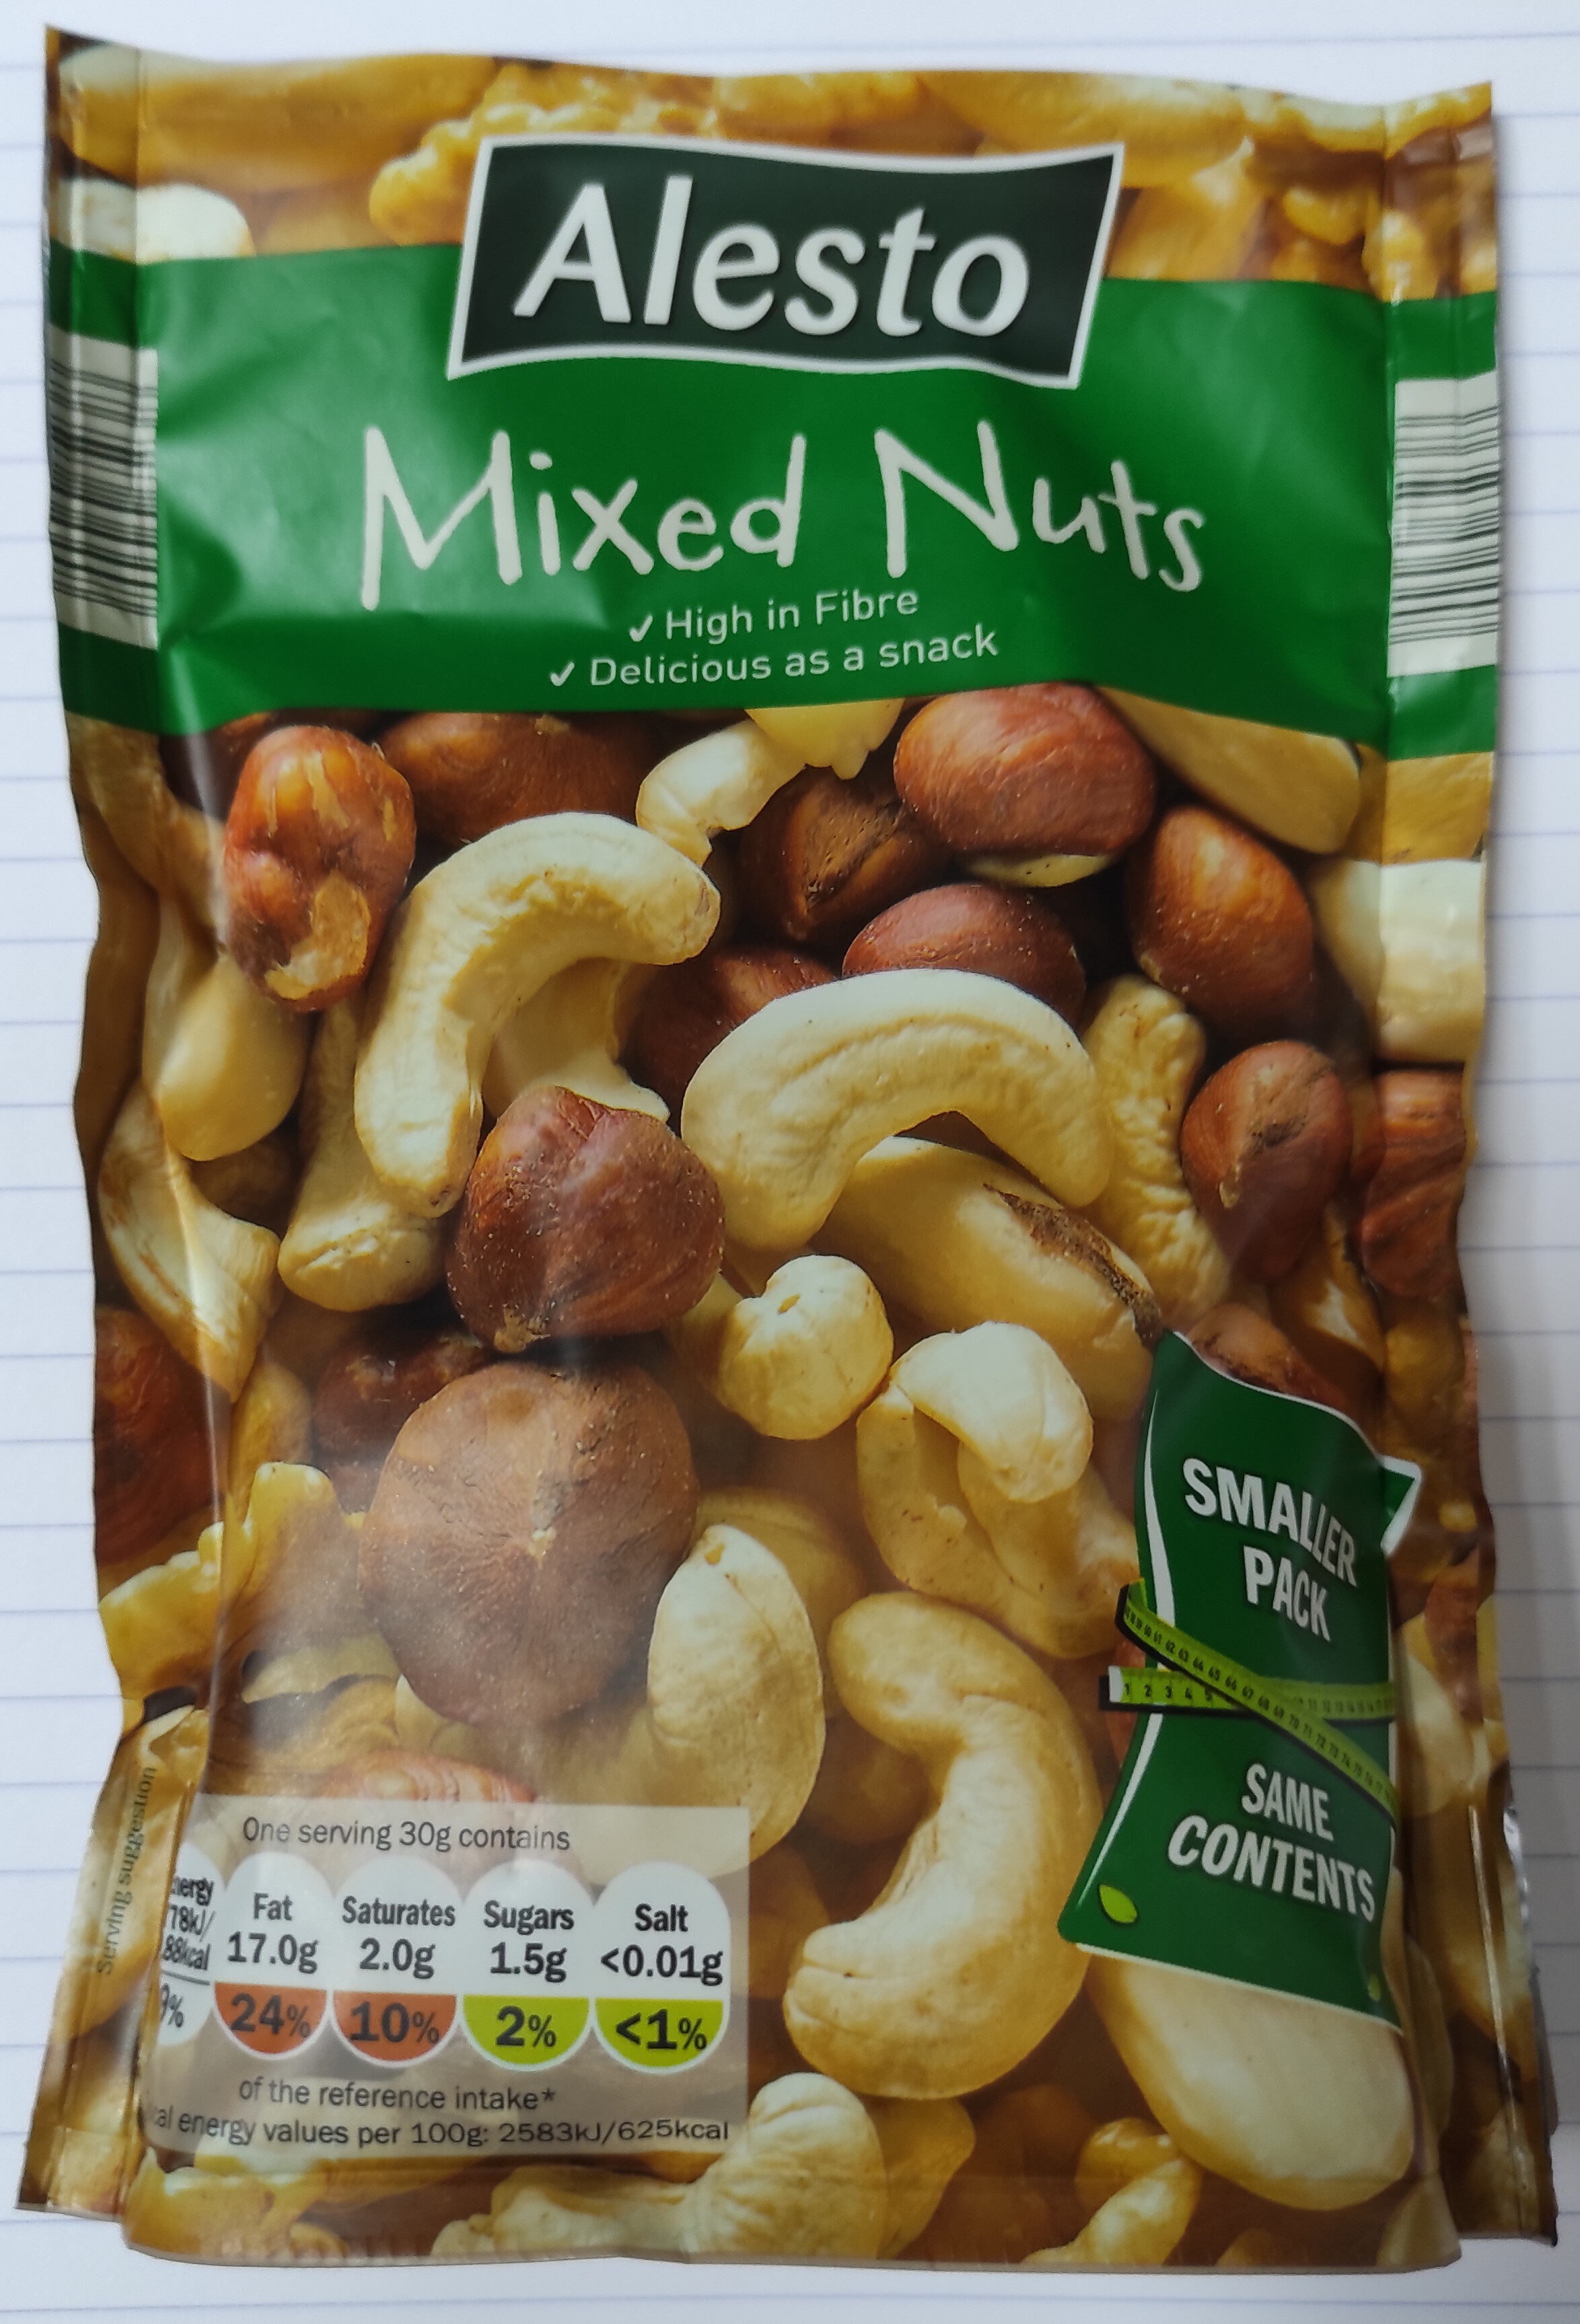 Alesto
Mixed Nuts
✓ High in Fibre
✓ Delicious as a snack
SMALLER
PACK
SAME
CONTENTS
Serving suggestion
One serving 30g contains
Fat Saturates Sugars Salt
17.0g 2.0g 1.5g <0.01g
24% 10% 2% <1%
of the reference intake*
energy values per 100g: 2583kJ/625kcal